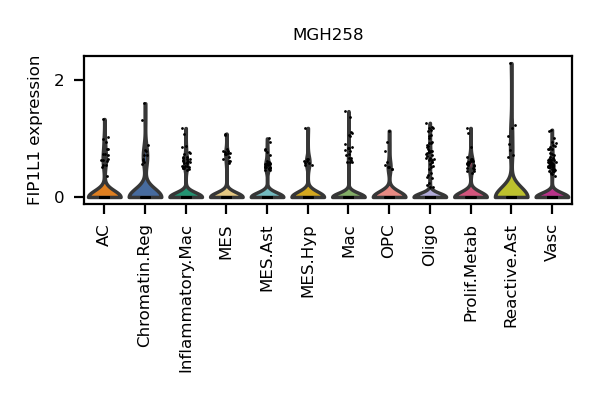 MGH258
FIP1L1 expression
2
0
AC
Chromatin.Reg
Inflammatory.Mac
MES
MES.Ast
MES.Hyp
Mac
OPC
Oligo
Prolif.Metab
Reactive.Ast
Vasc